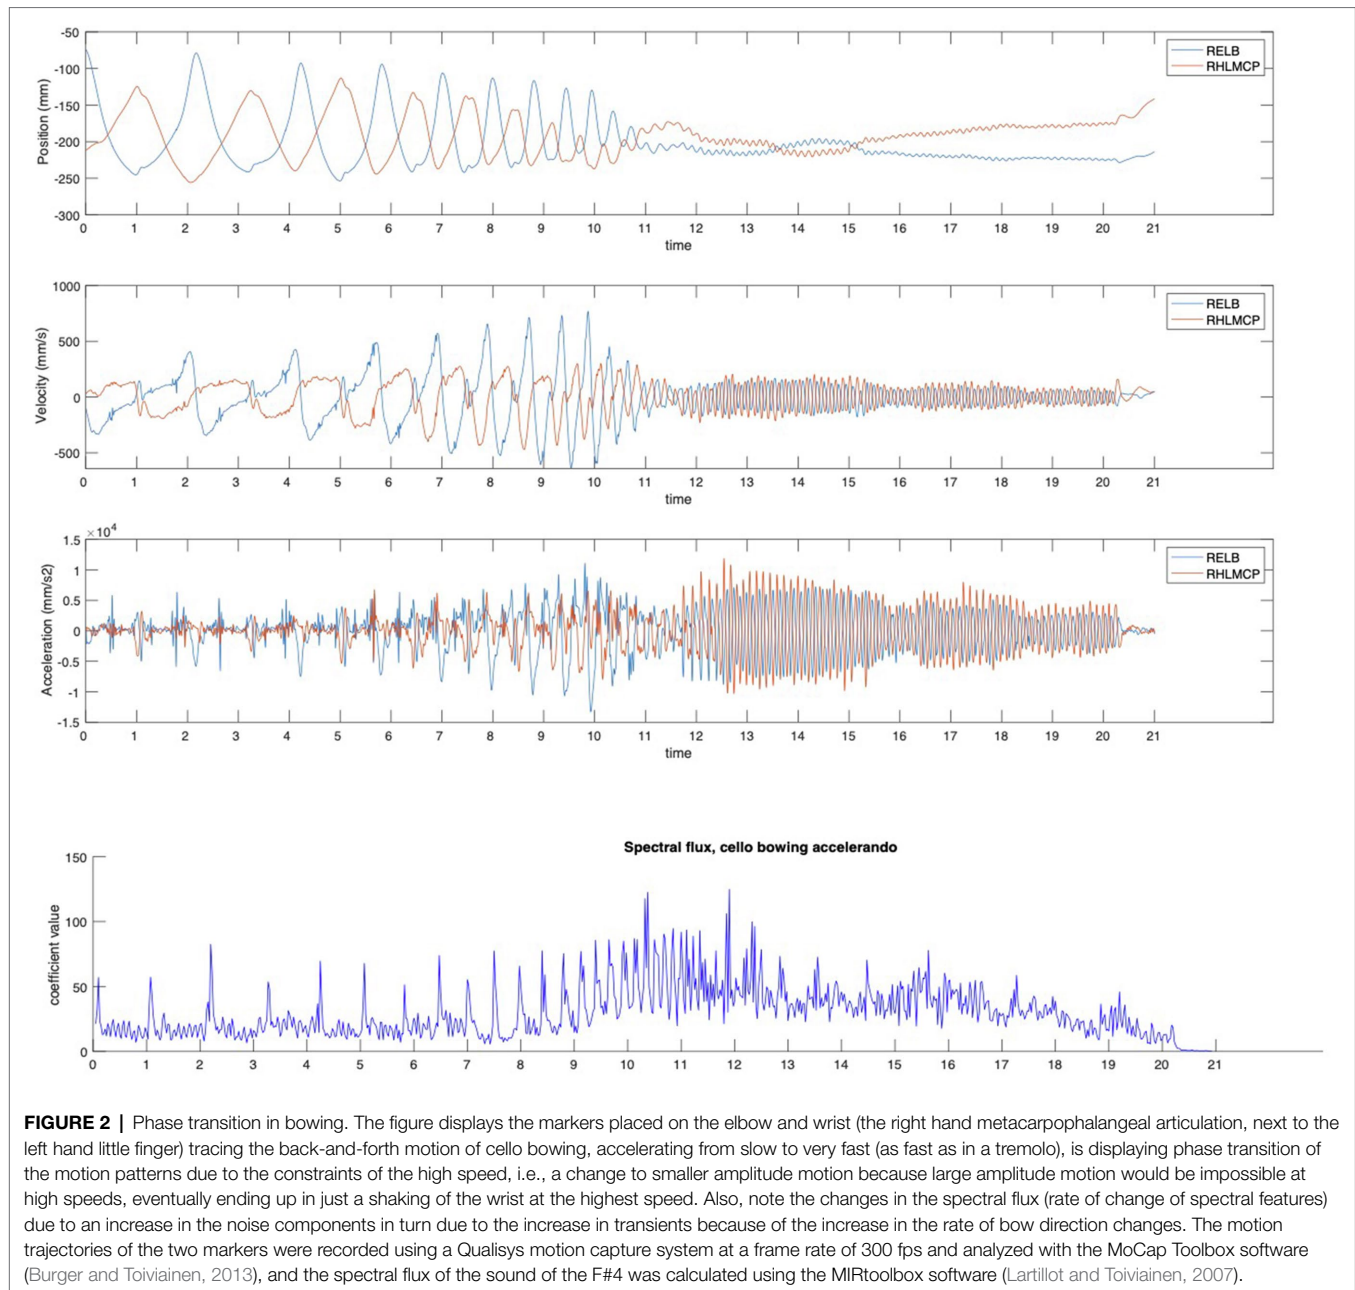 -50
-100
-150
-200
-250
-300
Position (mm)
RELB
RHLMCP
0 1 2 3 4 5 6 7 8 9 10 11 12 13 14 15 16 17 18 19 20 21
time
1000
500
0
-500
Velocity (mm/s)
RELB
RHLMCP
0 1 2 3 4 5 6 7 8 9 10 11 12 13 14 15 16 17 18 19 20 21
time
×10⁴
1.5
1
0.5
0
-0.5
-1
-1.5
Acceleration (mm/s2)
RELB
RHLMCP
0 1 2 3 4 5 6 7 8 9 10 11 12 13 14 15 16 17 18 19 20 21
time
Spectral flux, cello bowing accelerando
150
100
50
0
coefficient value
0 1 2 3 4 5 6 7 8 9 10 11 12 13 14 15 16 17 18 19 20 21
FIGURE 2 | Phase transition in bowing. The figure displays the markers placed on the elbow and wrist (the right hand metacarpophalangeal articulation, next to the
left hand little finger) tracing the back-and-forth motion of cello bowing, accelerating from slow to very fast (as fast as in a tremolo), is displaying phase transition of
the motion patterns due to the constraints of the high speed, i.e., a change to smaller amplitude motion because large amplitude motion would be impossible at
high speeds, eventually ending up in just a shaking of the wrist at the highest speed. Also, note the changes in the spectral flux (rate of change of spectral features)
due to an increase in the noise components in turn due to the increase in transients because of the increase in the rate of bow direction changes. The motion
trajectories of the two markers were recorded using a Qualisys motion capture system at a frame rate of 300 fps and analyzed with the MoCap Toolbox software
(Burger and Toiviainen, 2013), and the spectral flux of the sound of the F#4 was calculated using the MIRtoolbox software (Lartillot and Toiviainen, 2007).